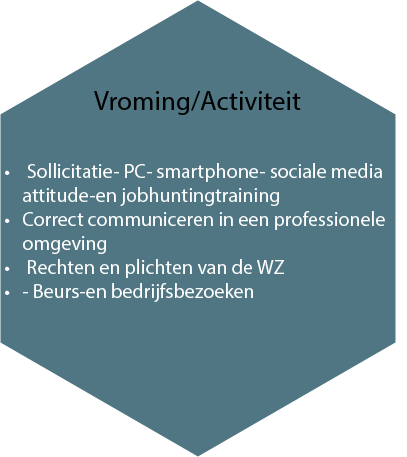 Vroming/Activiteit
• Sollicitatie- PC- smartphone- sociale media
attitude-en jobhuntingtraining
• Correct communiceren in een professionele
omgeving
• Rechten en plichten van de WZ
• - Beurs-en bedrijfsbezoeken